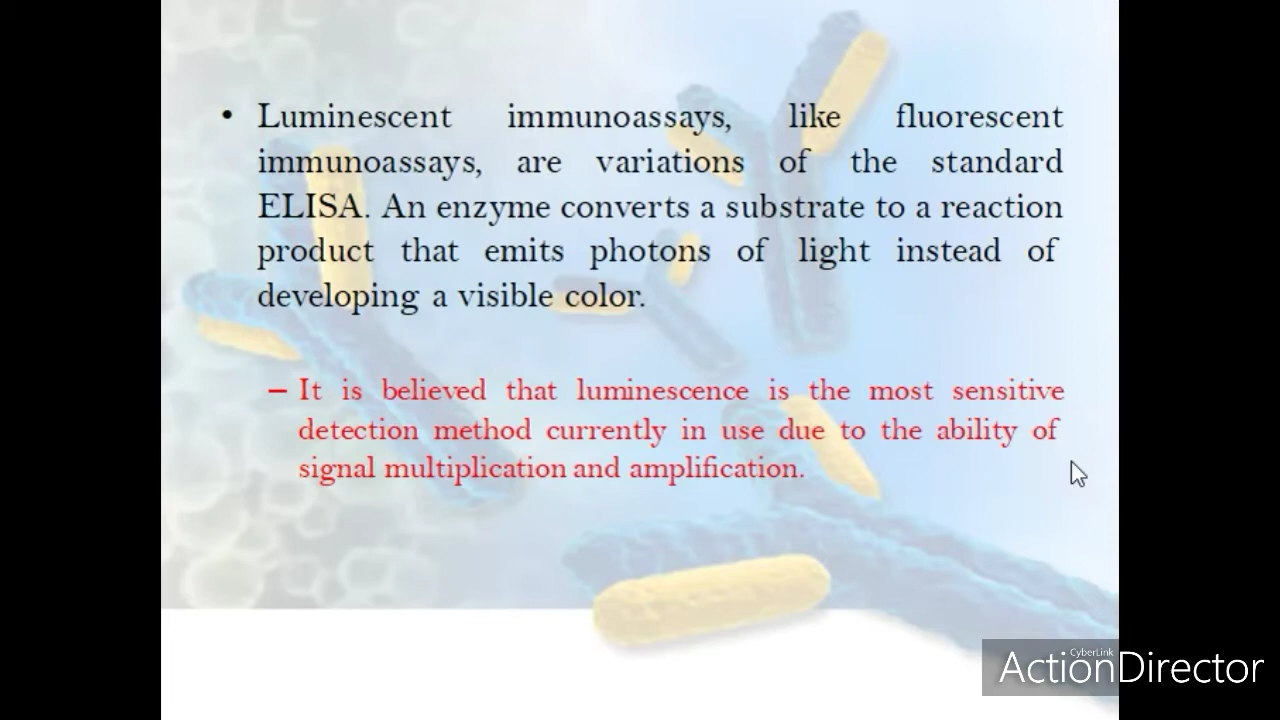 • Luminescent immunoassays, like fluorescent
immunoassays, are variations of the standard
ELISA. An enzyme converts a substrate to a reaction
product that emits photons of light instead of
developing a visible color.
– It is believed that luminescence is the most sensitive
detection method currently in use due to the ability of
signal multiplication and amplification.
CyberLink
ActionDirector